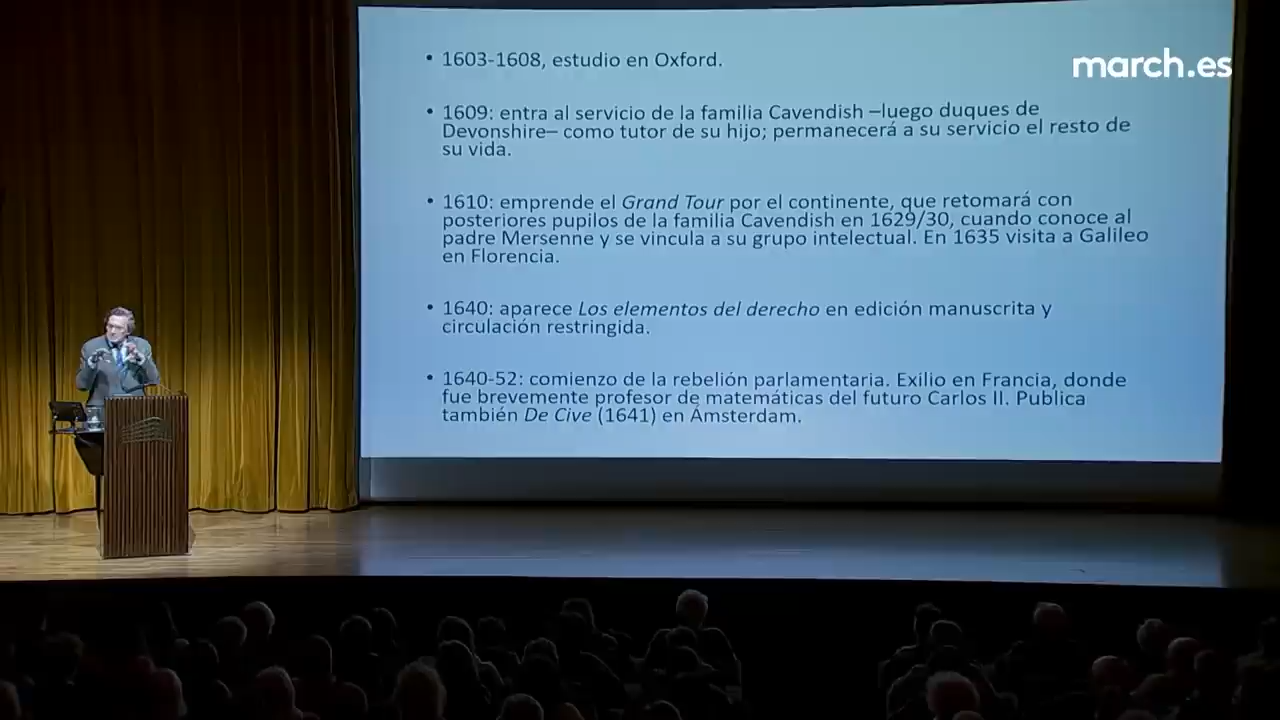 march.es
• 1603-1608, estudio en Oxford.
• 1609: entra al servicio de la familia Cavendish –luego duques de
Devonshire– como tutor de su hijo; permanecerá a su servicio el resto de
su vida.
• 1610: emprende el Grand Tour por el continente, que retomará con
posteriores pupilos de la familia Cavendish en 1629/30, cuando conoce al
padre Mersenne y se vincula a su grupo intelectual. En 1635 visita a Galileo
en Florencia.
• 1640: aparece Los elementos del derecho en edición manuscrita y
circulación restringida.
• 1640-52: comienzo de la rebelión parlamentaria. Exilio en Francia, donde
fue brevemente profesor de matemáticas del futuro Carlos II. Publica
también De Cive (1641) en Ámsterdam.